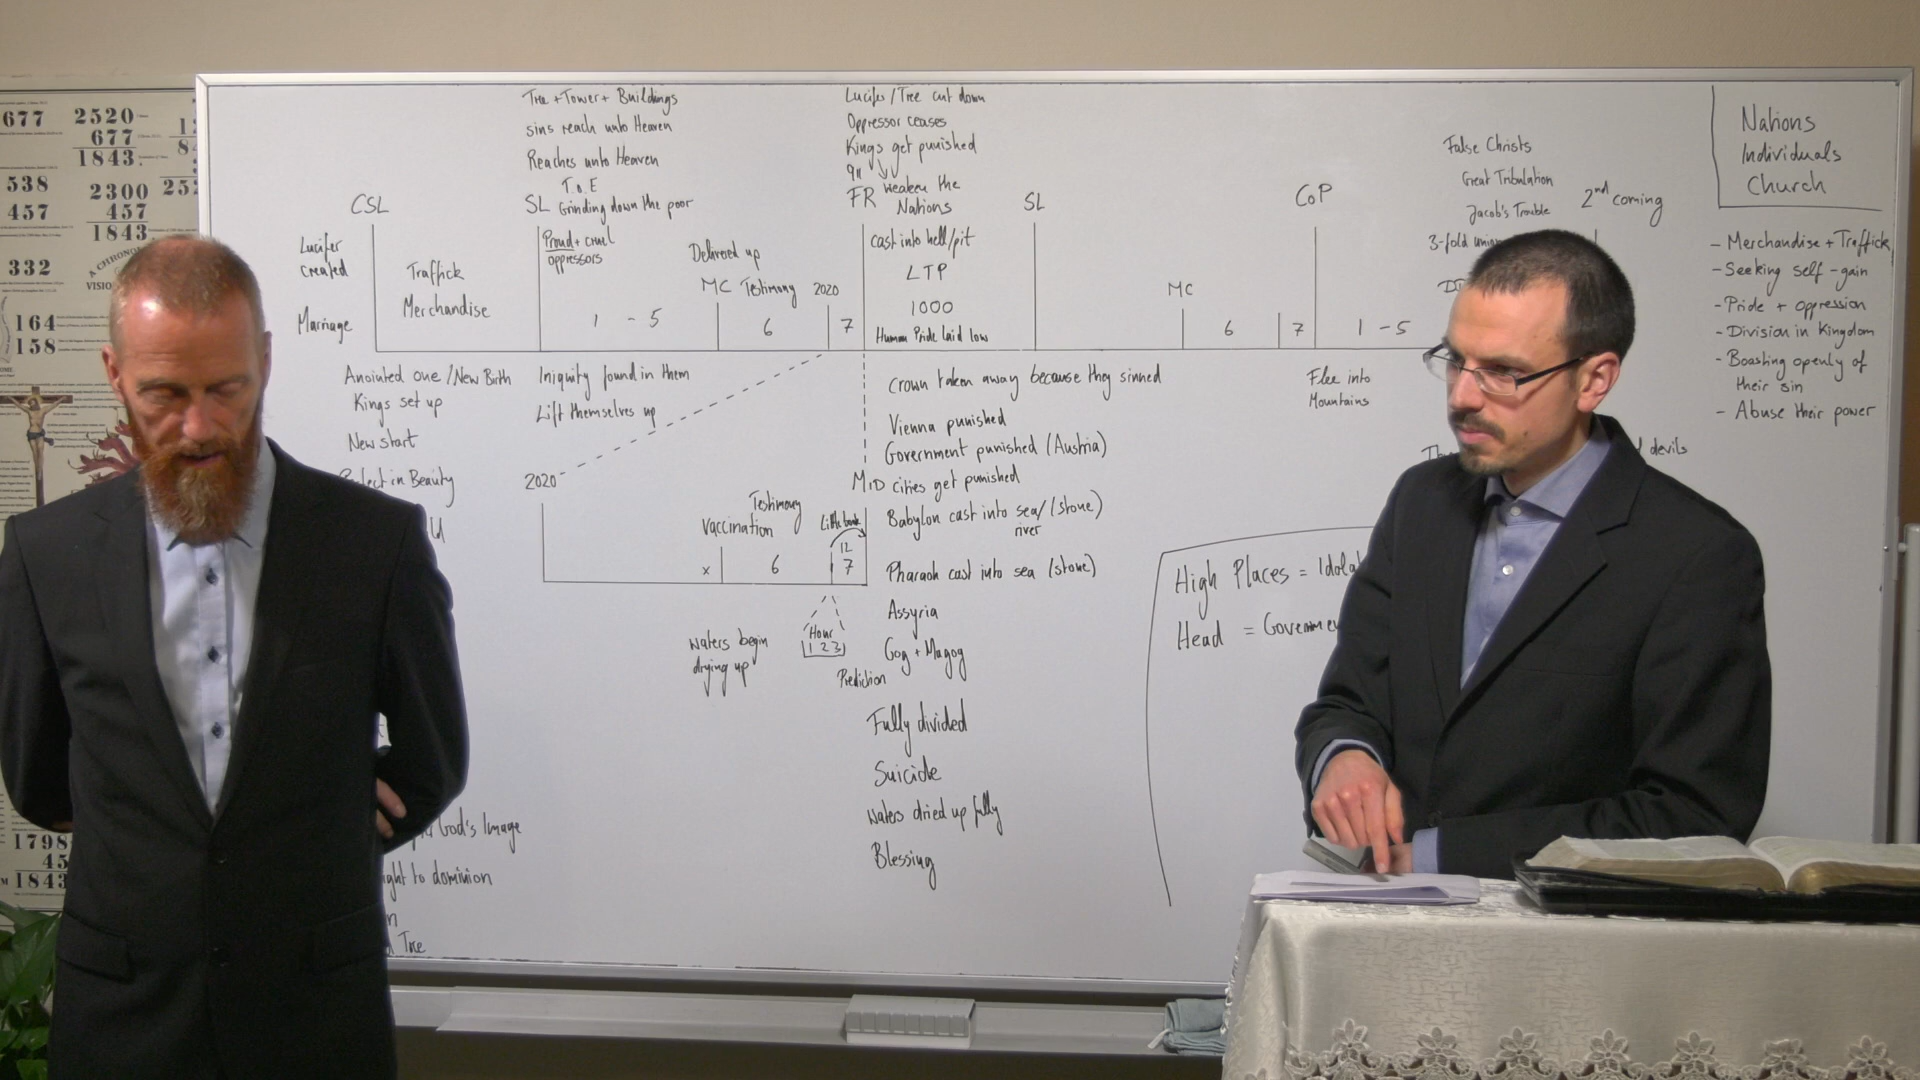 677
2520
677
1843
538
457
2300
457
1843
252
332
A CHRONO
VISIO
164
158
1798
45
1843
Tree + Tower + Buildings
sins reach unto Heaven
Reaches unto Heaven
T.o.E
SL Grinding down the poor
Lucifer/Tree cut down
Oppressor ceases
Kings get punished
911
FR weaken the
Nations
CSL
SL
CoP
False Christs
Great Tribulation
Jacob's Trouble
2nd coming
Nations
Individuals
Church
Lucifer
created
Marriage
Traffick
Merchandise
Proud + cruel
oppressors
1 - 5
Delivered up
MC Testimony 2020
6
7
cast into hell/pit
LTP
1000
Human Pride laid low
MC
6
7
1 - 5
- Merchandise + Traffick
- Seeking self-gain
- Pride + oppression
- Division in Kingdom
- Boasting openly of
their sin
- Abuse their power
Anointed one / New Birth
Kings set up
New start
in Beauty
Iniquity found in them
Lift themselves up
Crown taken away because they sinned
Vienna punished
Government punished (Austria)
MID cities get punished
Babylon cast into sea/ (stone)
river
Pharaoh cast into sea (stone)
Assyria
Gog + Magog
Fully divided
Suicide
Waters dried up fully
Blessing
Flee into
Mountains
devils
2020
Testimony
Vaccination
Little book
12
x
6
7
Waters begin
drying up
Hour
1 2 3
Prediction
High Places =
Head =
God's Image
to dominion
Tree